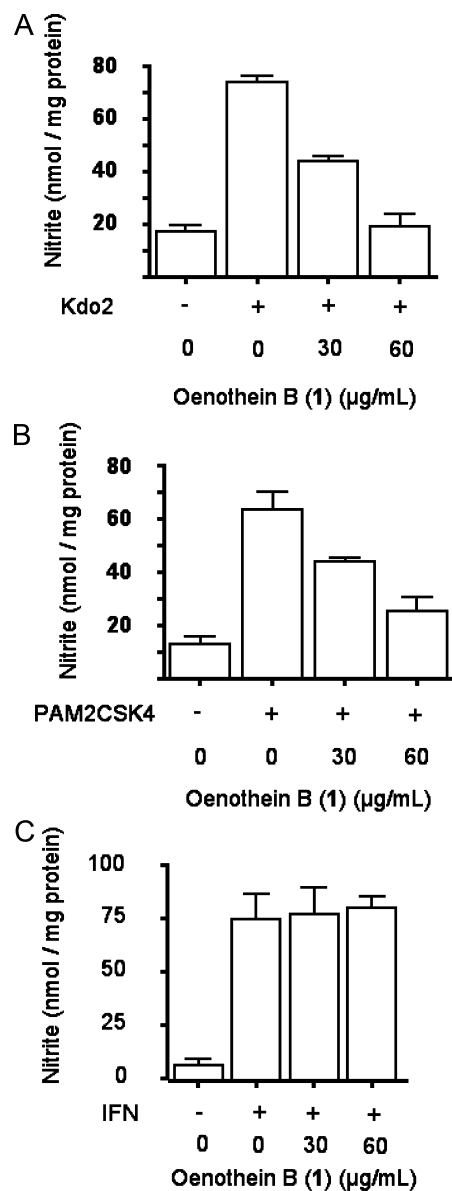 A
Nitrite (nmol / mg protein)
80
60
40
20
Kdo2 - + + +
0 0 30 60
Oenothein B (1) (µg/mL)
B
Nitrite (nmol / mg protein)
80
60
40
20
PAM2CSK4 - + + +
0 0 30 60
Oenothein B (1) (µg/mL)
C
Nitrite (nmol / mg protein)
100
75
50
25
0
IFN - + + +
0 0 30 60
Oenothein B (1) (µg/mL)